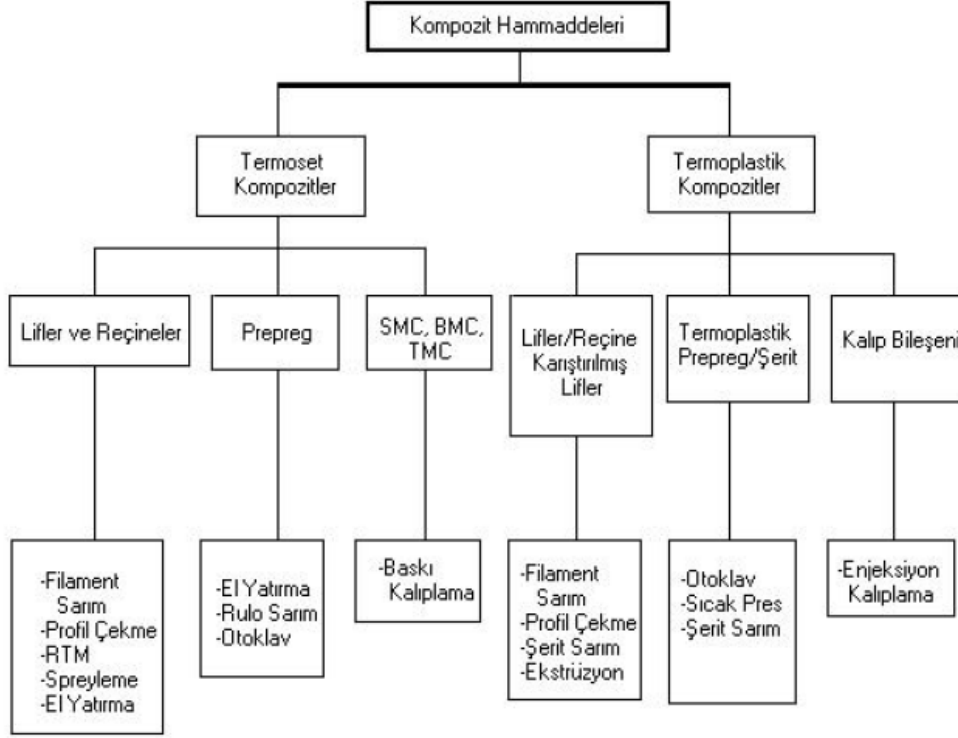 Kompozit Hammaddeleri
Termoset
Kompozitler
Termoplastik
Kompozitler
Lifler ve Reçineler
Prepreg
SMC, BMC,
TMC
Lifler/Reçine
Karıştırılmış
Lifler
Termoplastik
Prepreg/Şerit
Kalıp Bileşeni
-Filament
Sarım
-Profil Çekme
-RTM
-Spreyleme
-El Yatırma
-El Yatırma
-Rulo Sarım
-Otoklav
-Baskı
Kalıplama
-Filament
Sarım
-Profil Çekme
-Şerit Sarım
-Ekstrüzyon
-Otoklav
-Sıcak Pres
-Şerit Sarım
-Enjeksiyon
Kalıplama